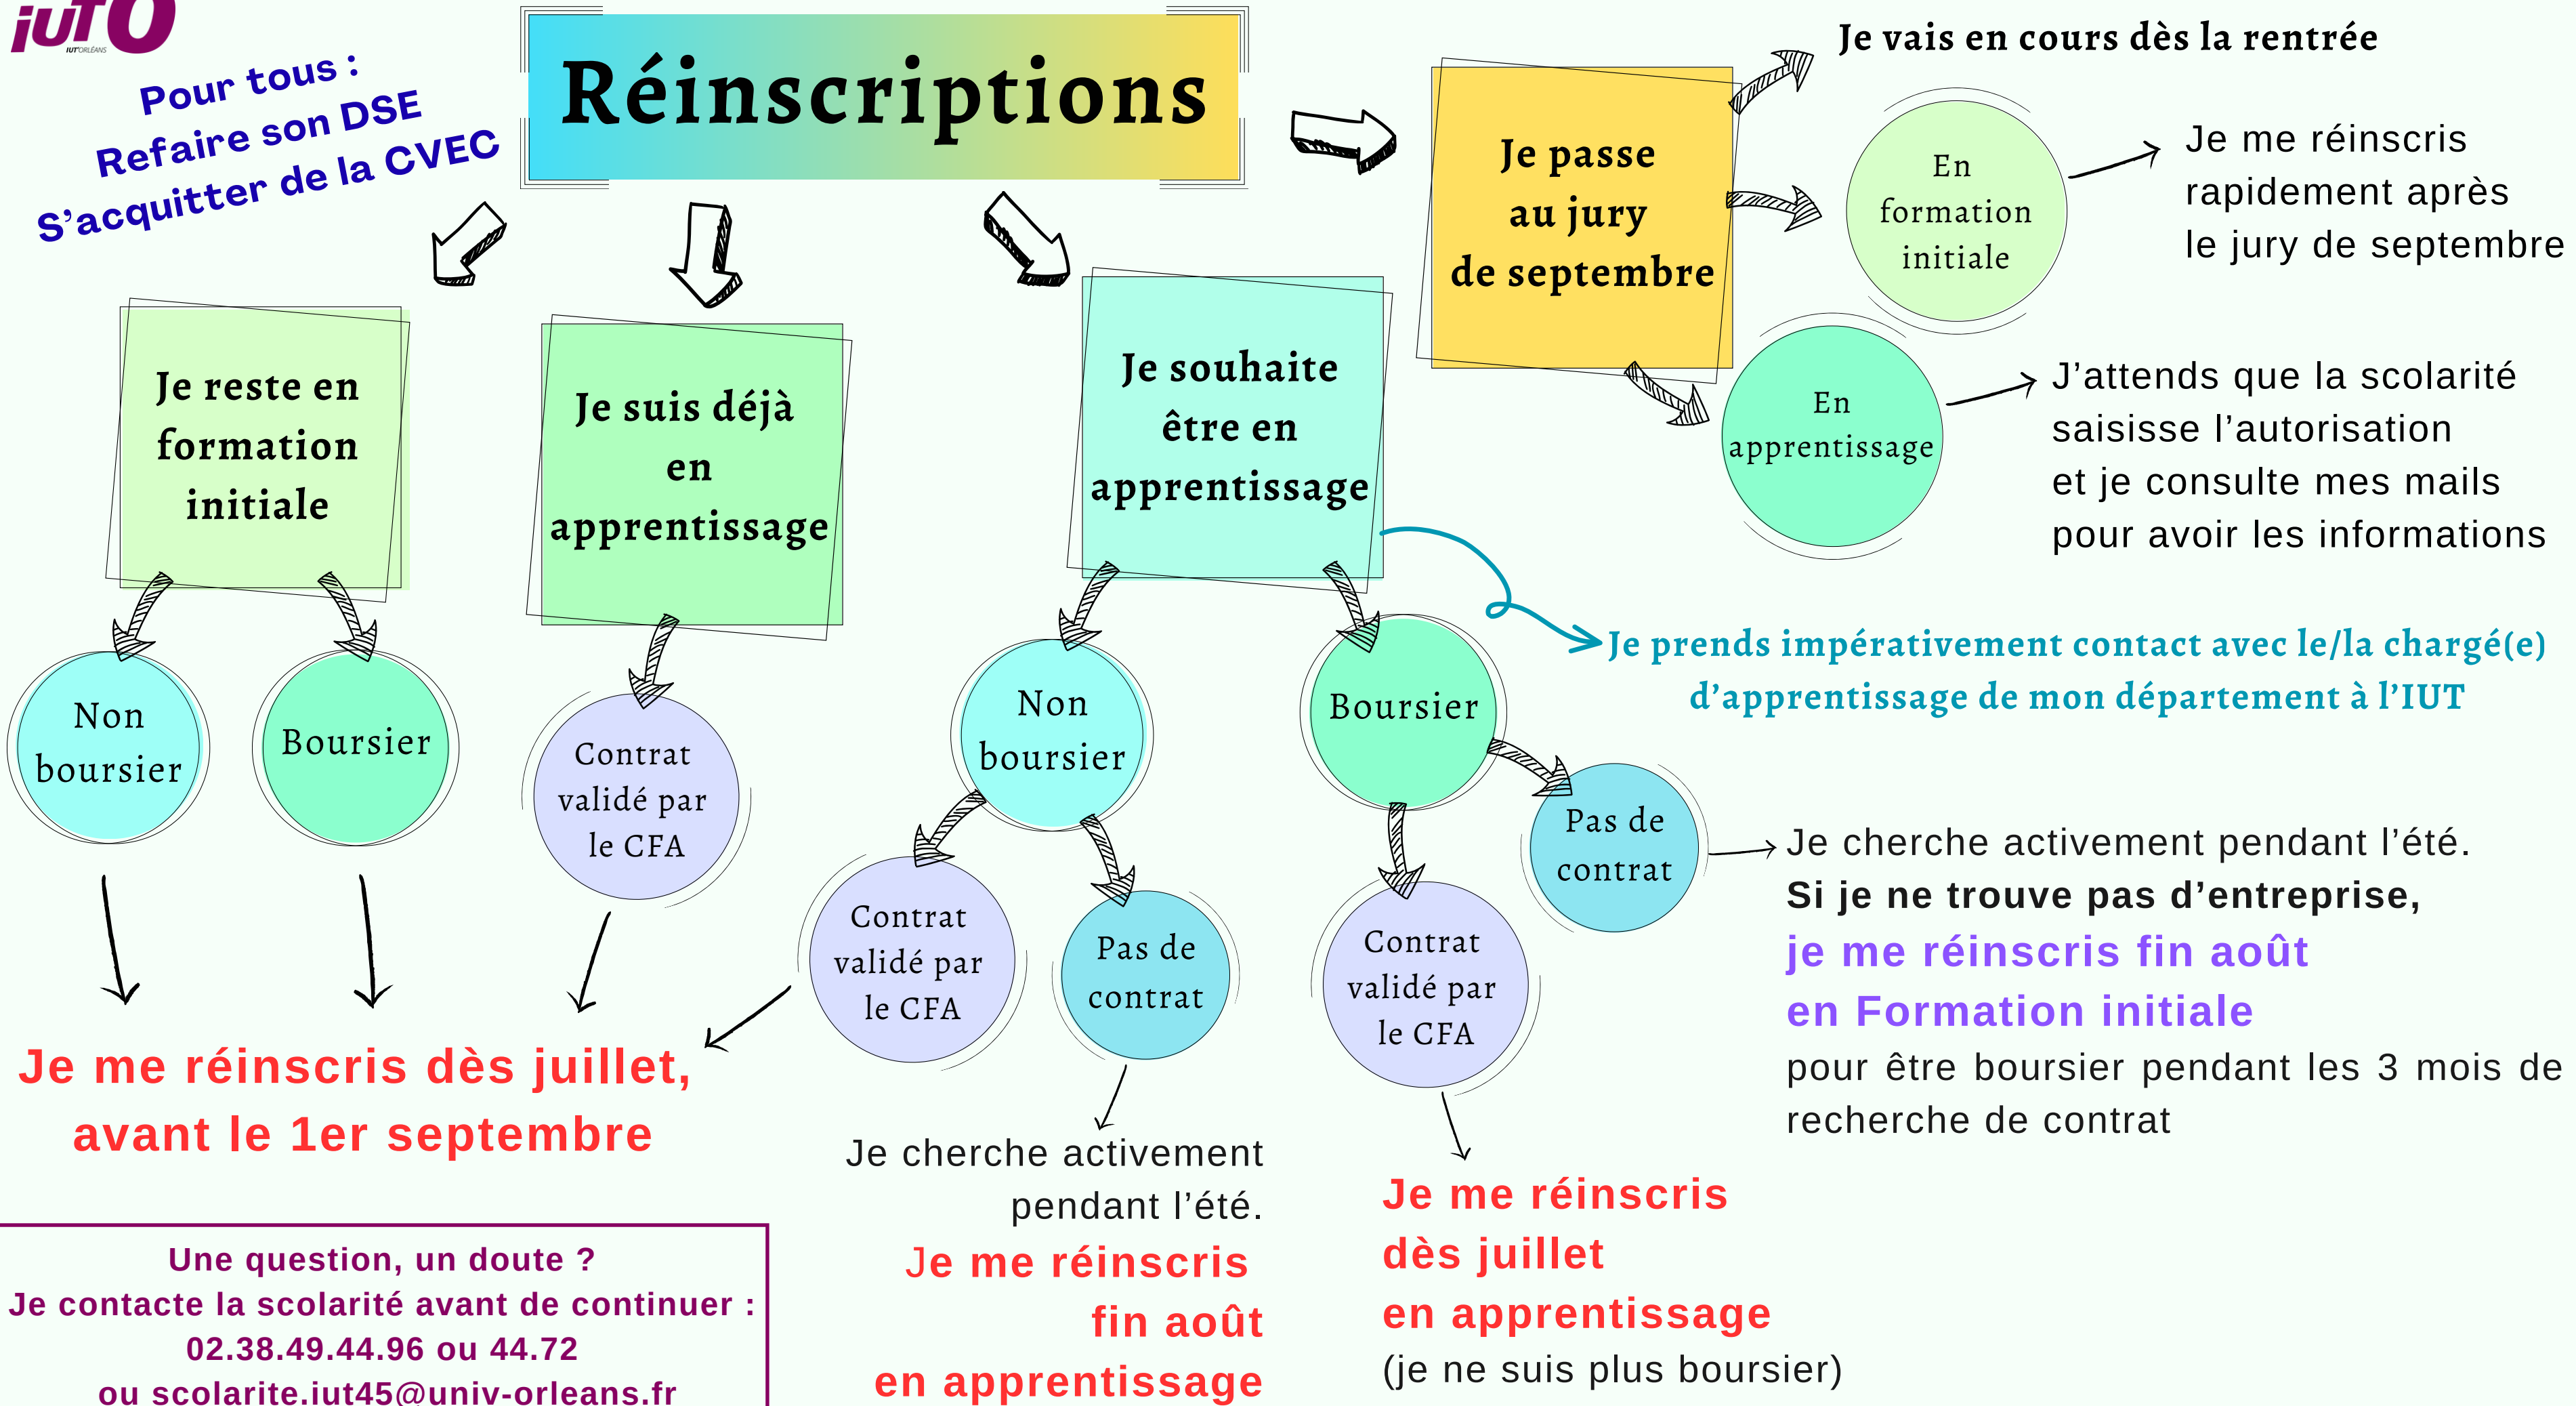 iUTO
IUT'ORLÉANS
Pour tous :
Refaire son DSE
S'acquitter de la CVEC
Réinscriptions
Je reste en
formation
initiale
Non
boursier
Boursier
Je suis déjà
en
apprentissage
Contrat
validé par
le CFA
Je me réinscris dès juillet,
avant le 1er septembre
Je souhaite
être en
apprentissage
Je prends impérativement contact avec le/la chargé(e)
d'apprentissage de mon département à l'IUT
Non
boursier
Contrat
validé par
le CFA
Pas de
contrat
Je cherche activement
pendant l'été.
Je me réinscris
fin août
en apprentissage
Boursier
Contrat
validé par
le CFA
Je me réinscris
dès juillet
en apprentissage
(je ne suis plus boursier)
Pas de
contrat
Je cherche activement pendant l'été.
Si je ne trouve pas d'entreprise,
je me réinscris fin août
en Formation initiale
pour être boursier pendant les 3 mois de
recherche de contrat
Je passe
au jury
de septembre
Je vais en cours dès la rentrée
En
formation
initiale
Je me réinscris
rapidement après
le jury de septembre
En
apprentissage
J'attends que la scolarité
saisisse l'autorisation
et je consulte mes mails
pour avoir les informations
Une question, un doute ?
Je contacte la scolarité avant de continuer :
02.38.49.44.96 ou 44.72
ou scolarite.iut45@univ-orleans.fr